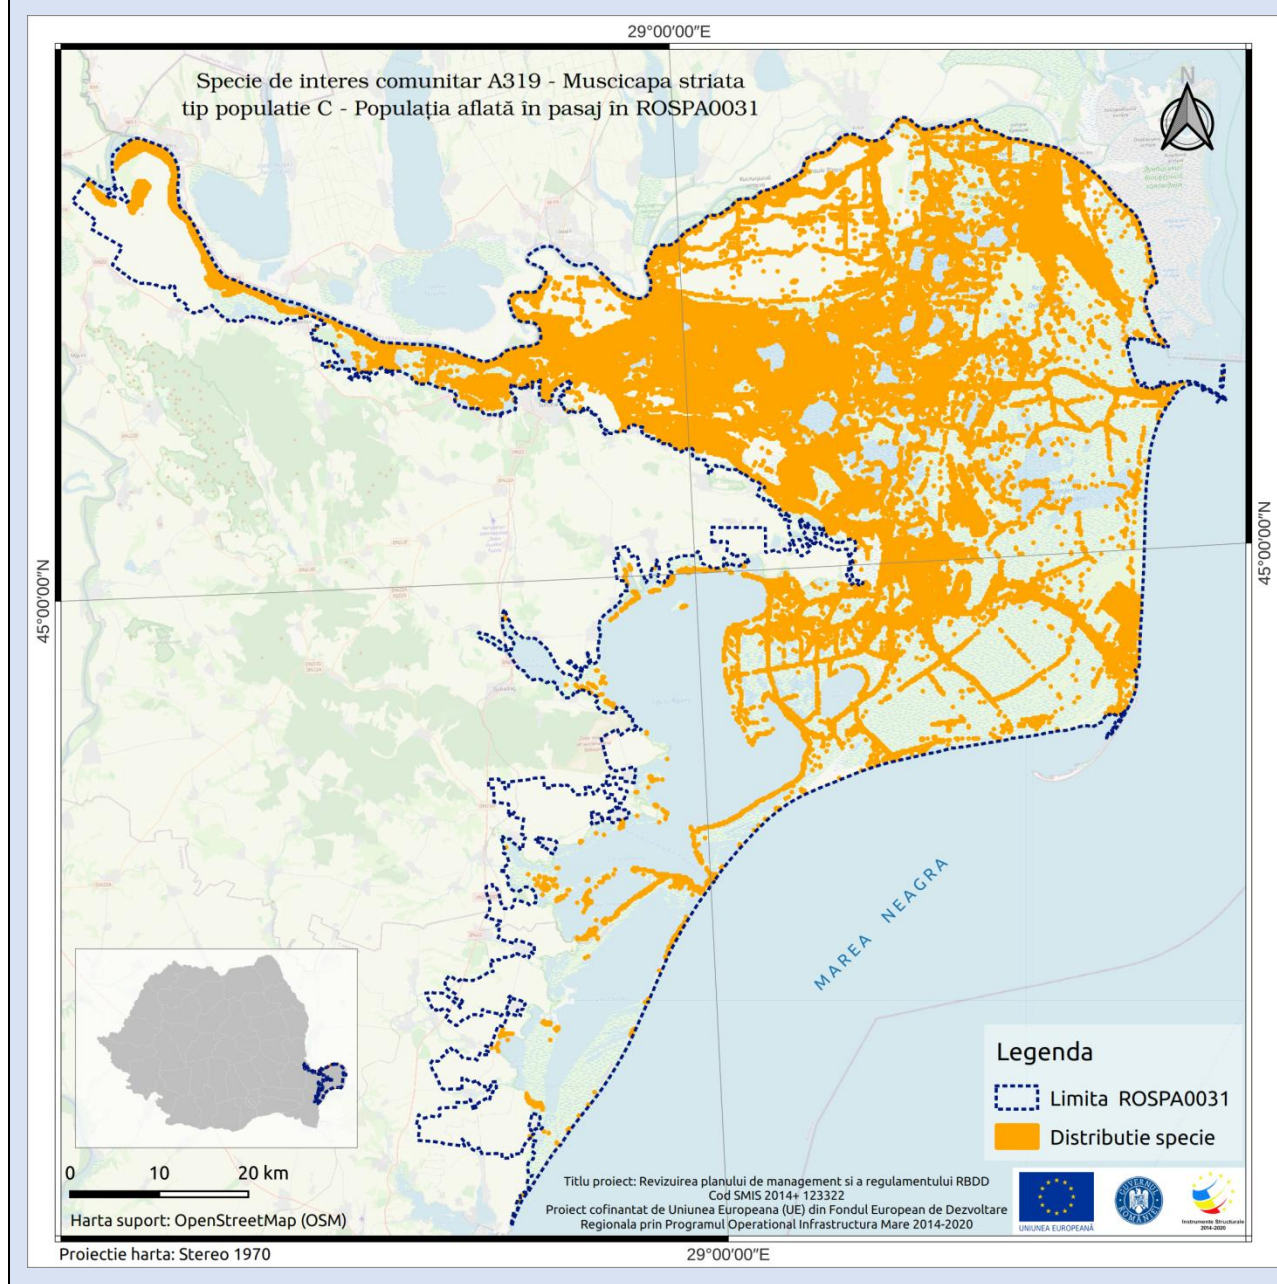 29°00′00″E
Specie de interes comunitar A319 - Muscicapa striata
tip populatie C - Populația aflată în pasaj în ROSPA0031
N
45°00′00″N
45°00′00″N
MAREA NEAGRA
Legenda
Limita ROSPA0031
Distributie specie
0 10 20 km
Harta suport: OpenStreetMap (OSM)
Titlu proiect: Revizuirea planului de management si a regulamentului RBDD
Cod SMIS 2014+ 123322
Proiect cofinantat de Uniunea Europeana (UE) din Fondul European de Dezvoltare
Regionala prin Programul Operational Infrastructura Mare 2014-2020
UNIUNEA EUROPEANĂ
GUVERNUL ROMÂNIEI
Instrumente Structurale
2014-2020
Proiectie harta: Stereo 1970
29°00′00″E